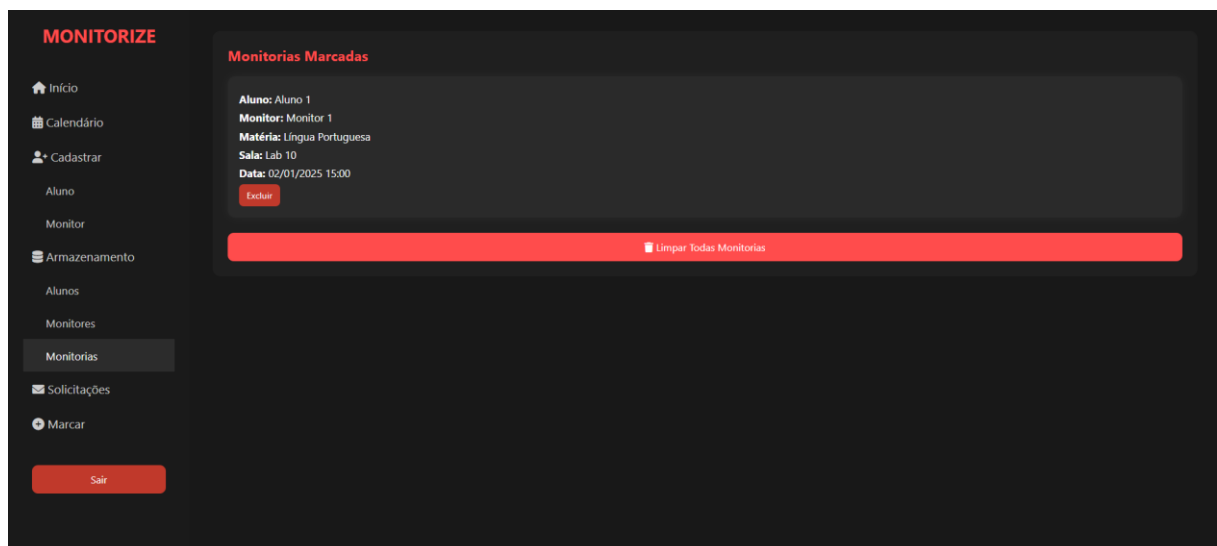 MONITORIZE
Início
Calendário
Cadastrar
Aluno
Monitor
Armazenamento
Alunos
Monitores
Monitorias
Solicitações
Marcar
Sair
Monitorias Marcadas
Aluno: Aluno 1
Monitor: Monitor 1
Matéria: Língua Portuguesa
Sala: Lab 10
Data: 02/01/2025 15:00
Excluir
Limpar Todas Monitorias